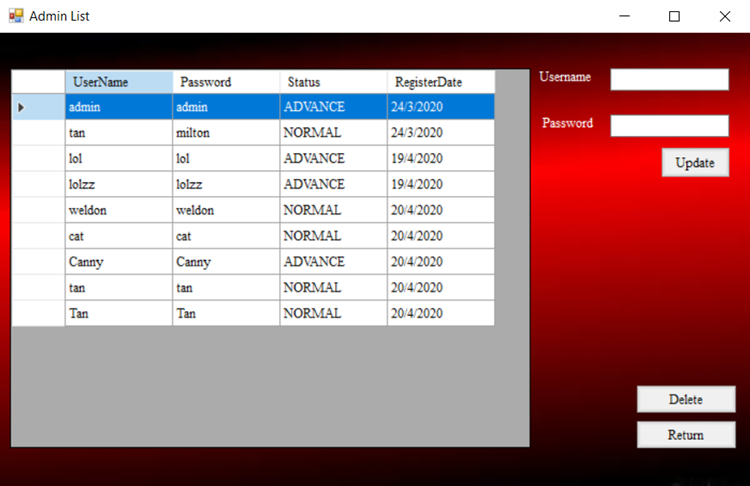 Admin List
UserName Password Status RegisterDate
admin admin ADVANCE 24/3/2020
tan milton NORMAL 24/3/2020
lol lol ADVANCE 19/4/2020
lolzz lolzz ADVANCE 19/4/2020
weldon weldon NORMAL 20/4/2020
cat cat NORMAL 20/4/2020
Canny Canny ADVANCE 20/4/2020
tan tan NORMAL 20/4/2020
Tan Tan NORMAL 20/4/2020
Username
Password
Update
Delete
Return